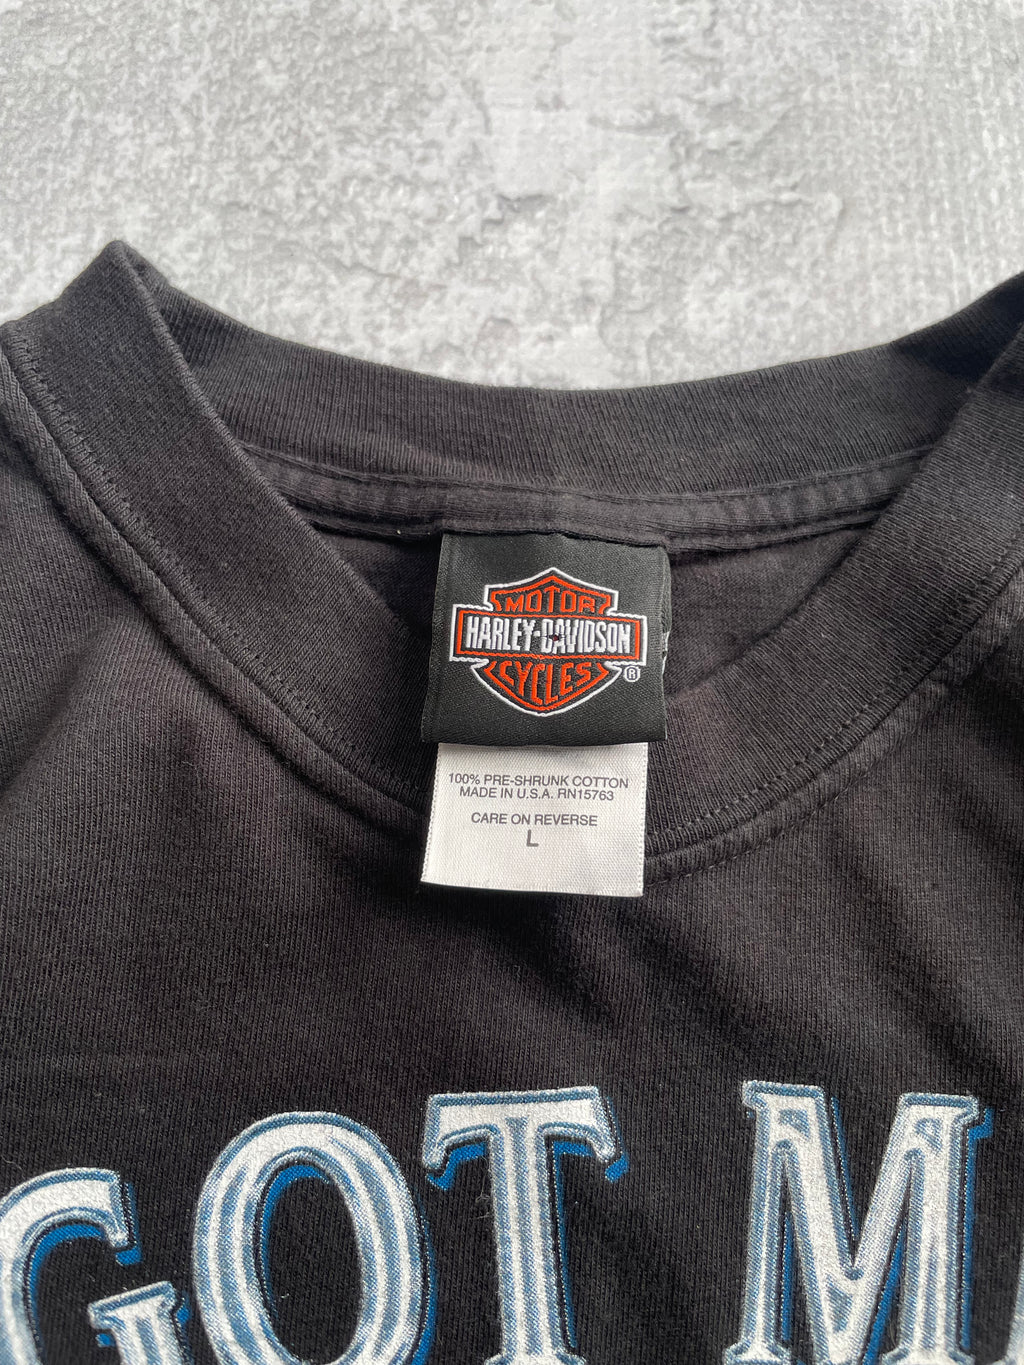 MOTOR
HARLEY-DAVIDSON
CYCLES
®
100% PRE-SHRUNK COTTON
MADE IN U.S.A. RN15763
CARE ON REVERSE
L
GOT M